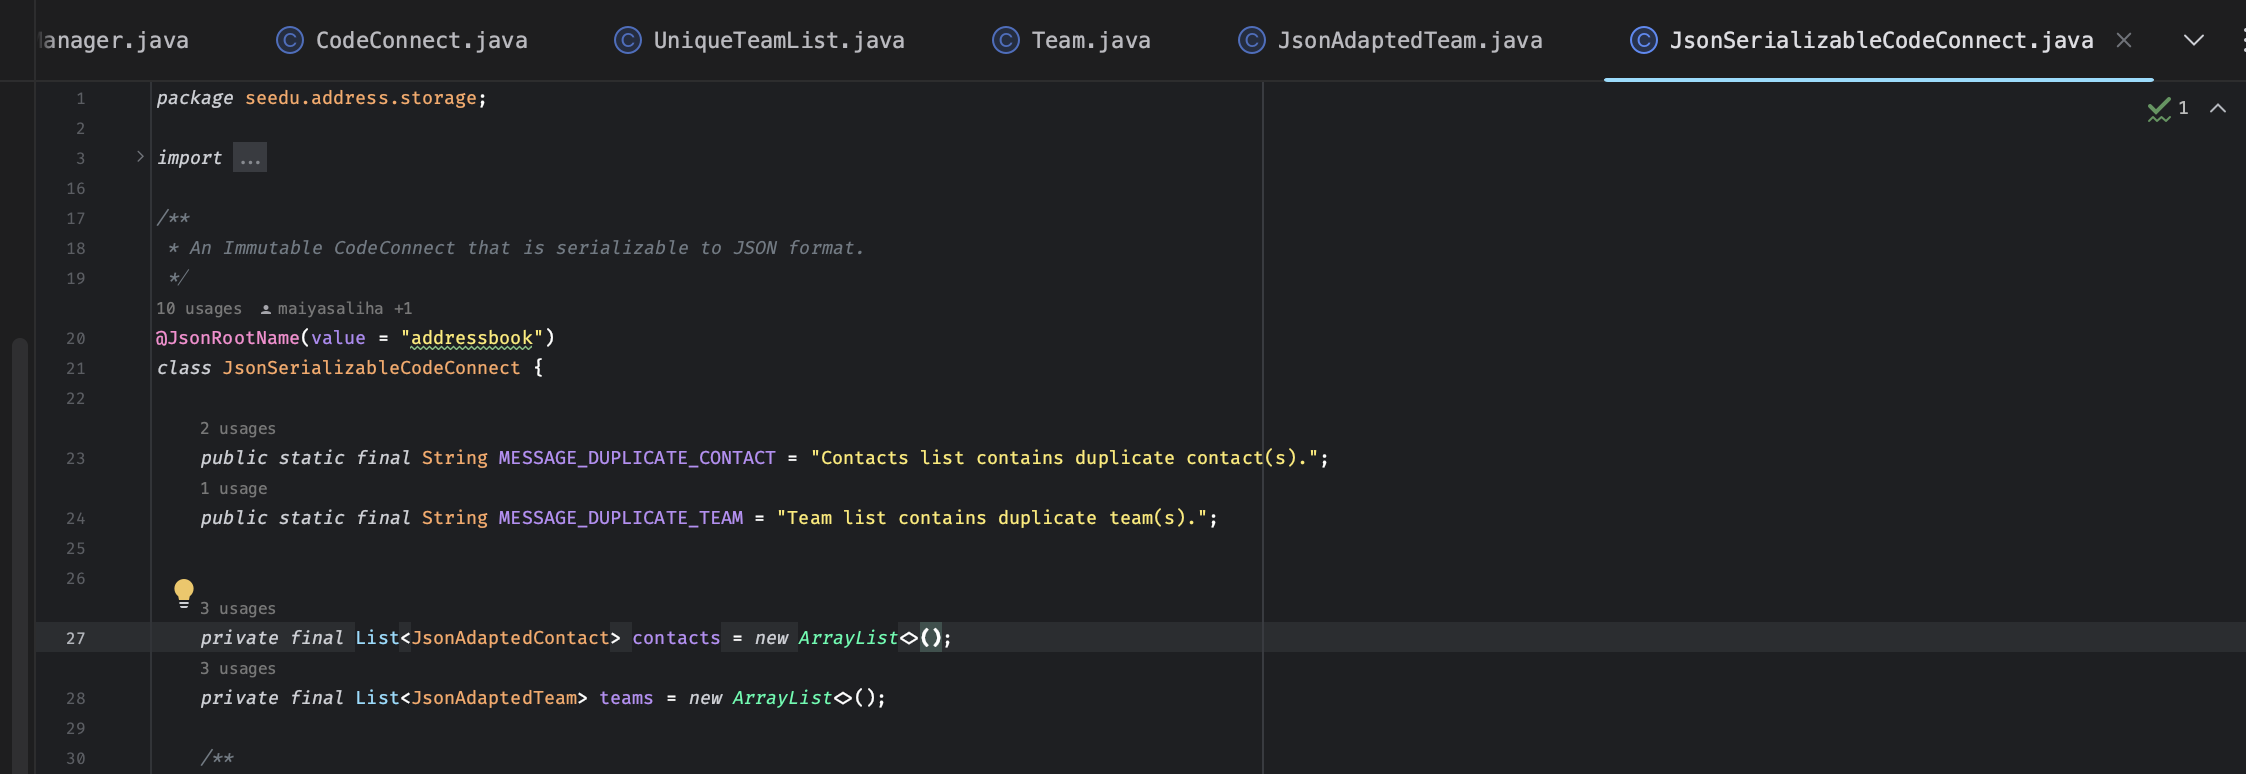 anager.java CodeConnect.java UniqueTeamList.java Team.java JsonAdaptedTeam.java JsonSerializableCodeConnect.java
1 package seedu.address.storage;
1
2
3 import ...
16
17 /**
18 * An Immutable CodeConnect that is serializable to JSON format.
19 */
10 usages maiyasaliha +1
20 @JsonRootName(value = "addressbook")
21 class JsonSerializableCodeConnect {
22
2 usages
23 public static final String MESSAGE_DUPLICATE_CONTACT = "Contacts list contains duplicate contact(s).";
1 usage
24 public static final String MESSAGE_DUPLICATE_TEAM = "Team list contains duplicate team(s).";
25
26
3 usages
27 private final List<JsonAdaptedContact> contacts = new ArrayList<>();
3 usages
28 private final List<JsonAdaptedTeam> teams = new ArrayList<>();
29
30 /**